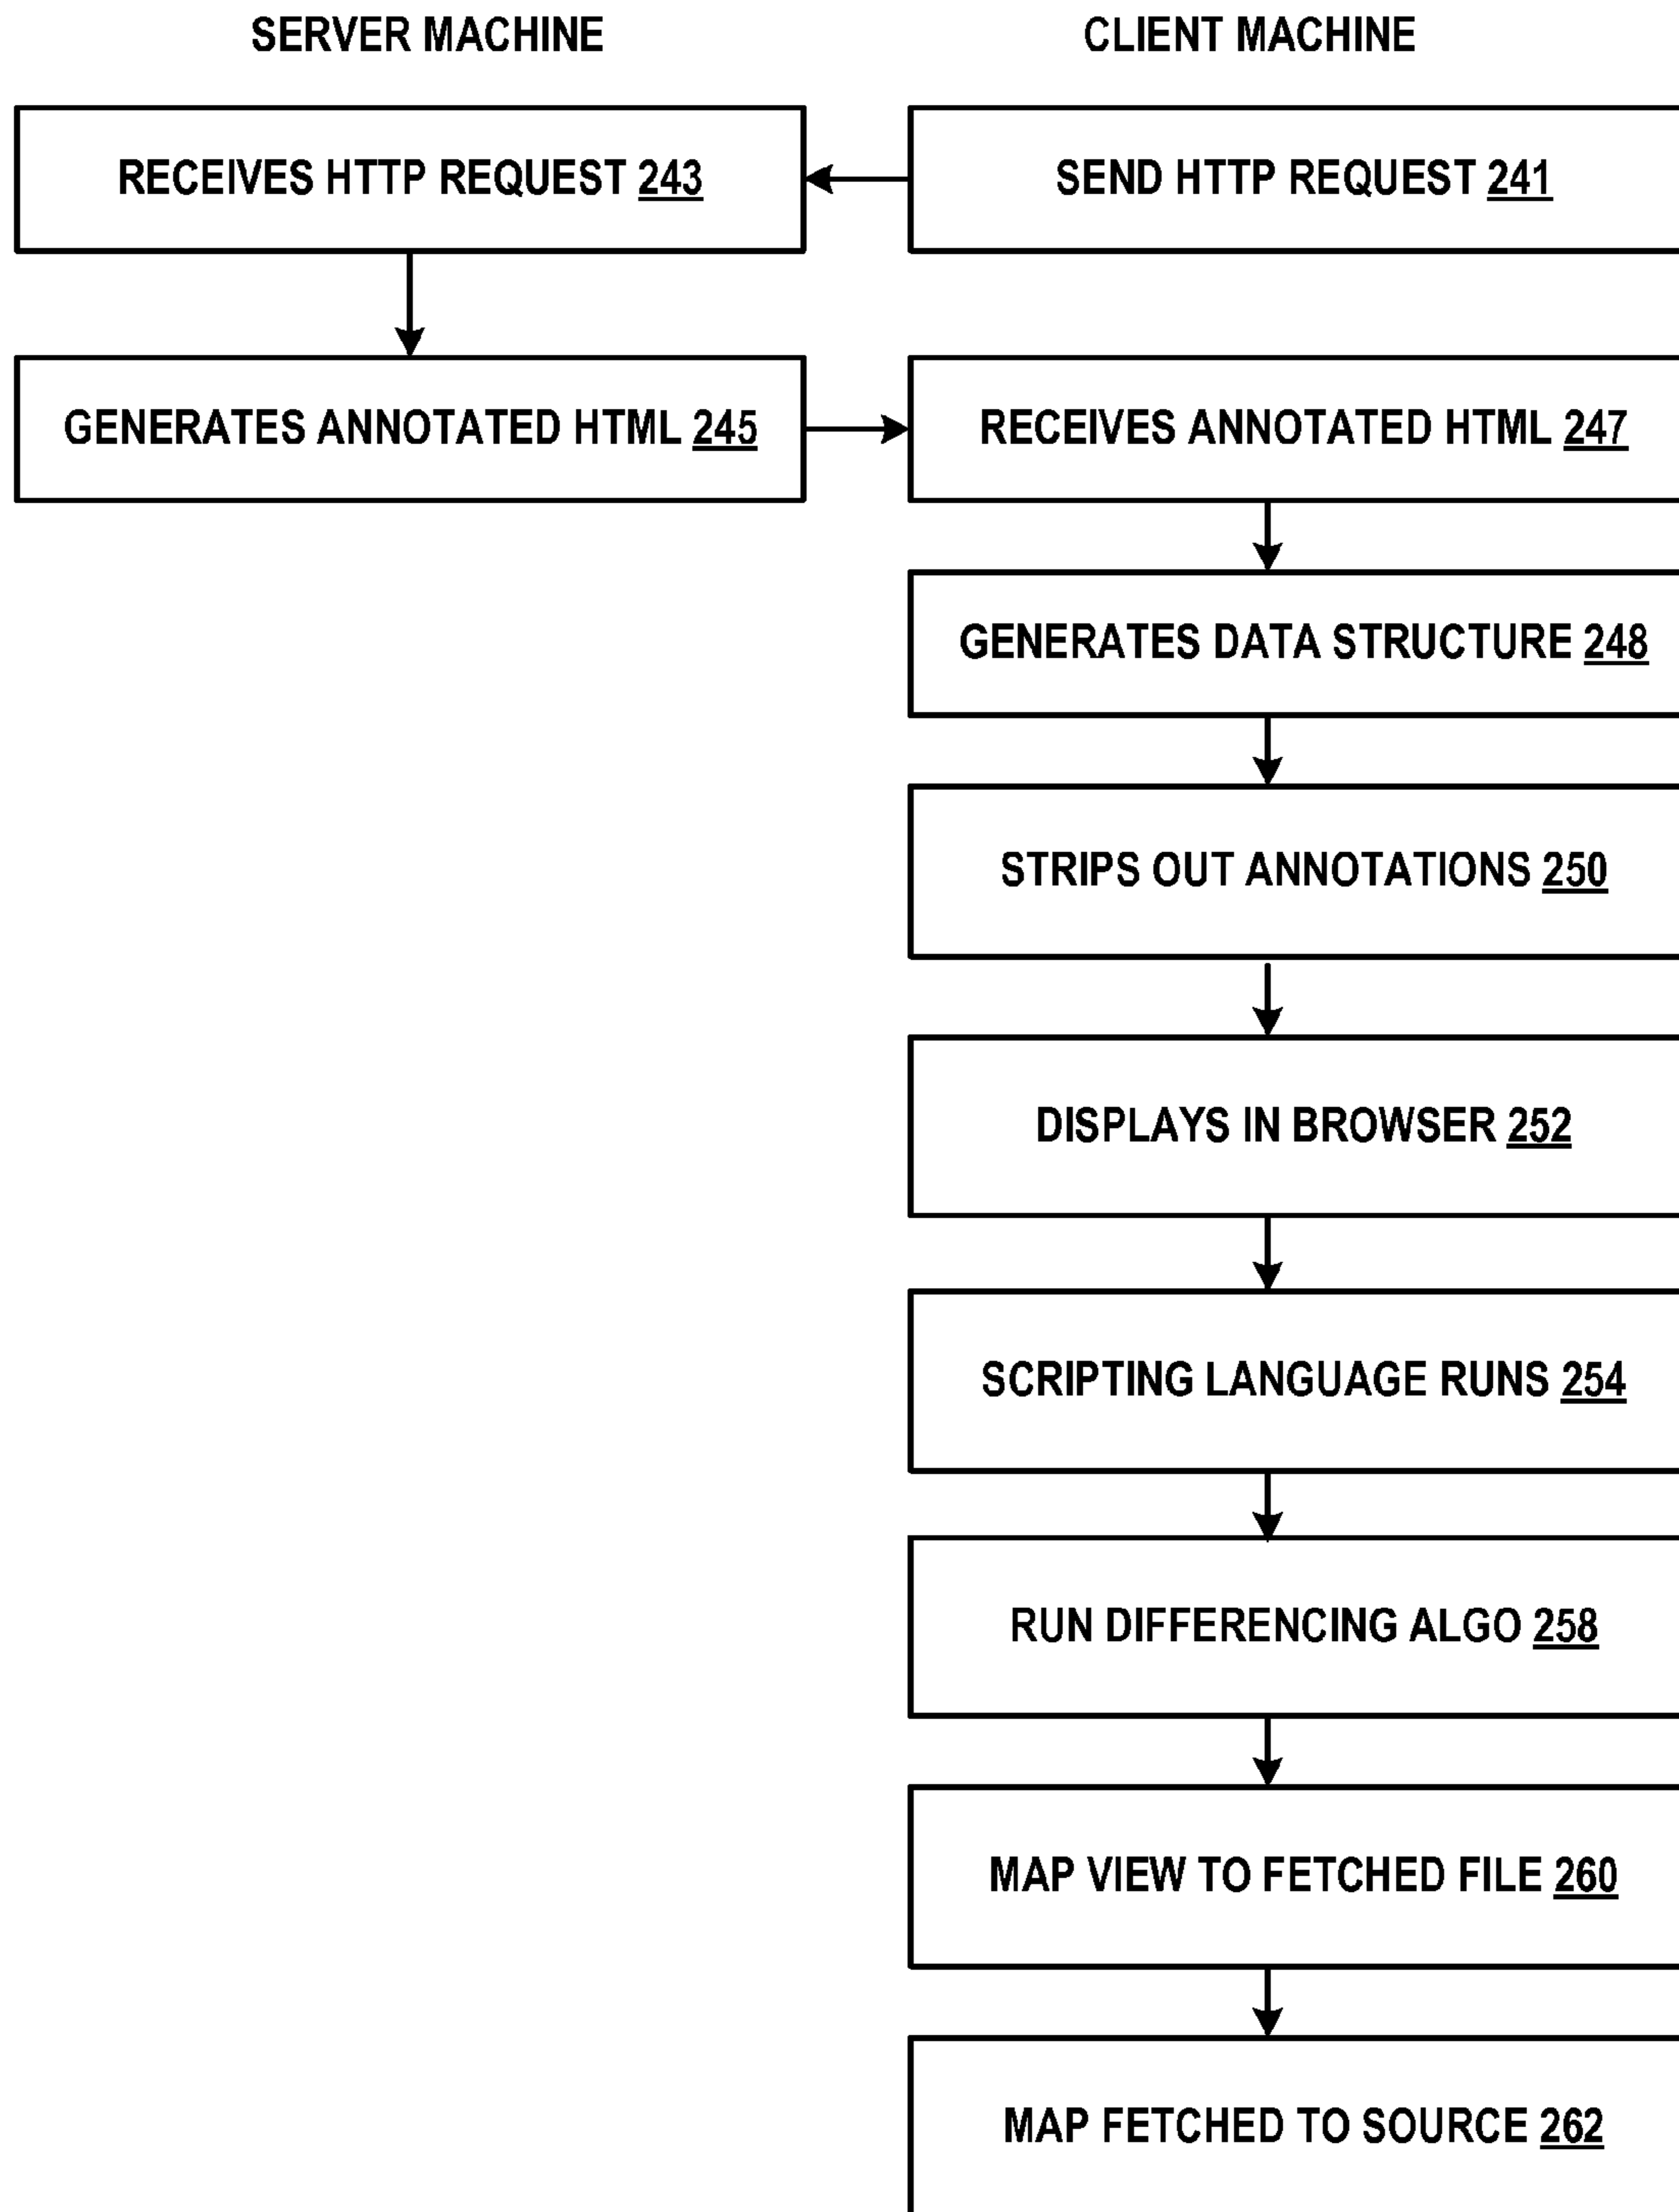 SERVER MACHINE
CLIENT MACHINE
RECEIVES HTTP REQUEST 243
SEND HTTP REQUEST 241
GENERATES ANNOTATED HTML 245
RECEIVES ANNOTATED HTML 247
GENERATES DATA STRUCTURE 248
STRIPS OUT ANNOTATIONS 250
DISPLAYS IN BROWSER 252
SCRIPTING LANGUAGE RUNS 254
RUN DIFFERENCING ALGO 258
MAP VIEW TO FETCHED FILE 260
MAP FETCHED TO SOURCE 262